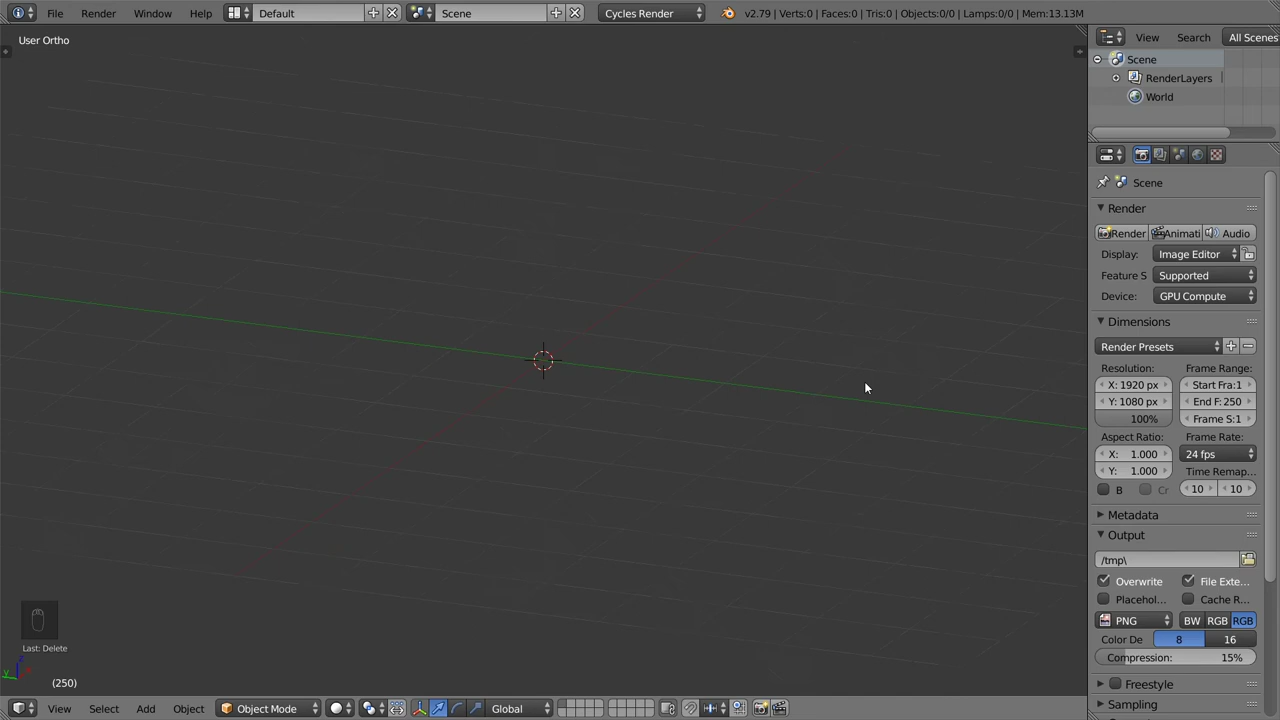 File Render Window Help Default Scene Cycles Render v2.79 | Verts:0 | Faces:0 | Tris:0 | Objects:0/0 | Lamps:0/0 | Mem:13.13M
User Ortho
View Search All Scenes
Scene
RenderLayers
World
Scene
Render
Render Animati Audio
Display: Image Editor
Feature S Supported
Device: GPU Compute
Dimensions
Render Presets
Resolution: Frame Range:
X: 1920 px Start Fra:1
Y: 1080 px End F: 250
100% Frame S:1
Aspect Ratio: Frame Rate:
X: 1.000 24 fps
Y: 1.000 Time Remap...
B Cr 10 10
Metadata
Output
/tmp\
Overwrite File Exte...
Placehol... Cache R...
PNG BW RGB RGB
Color De 8 16
Compression: 15%
Freestyle
Sampling
Last: Delete
z
y
(250)
View Select Add Object Object Mode Global